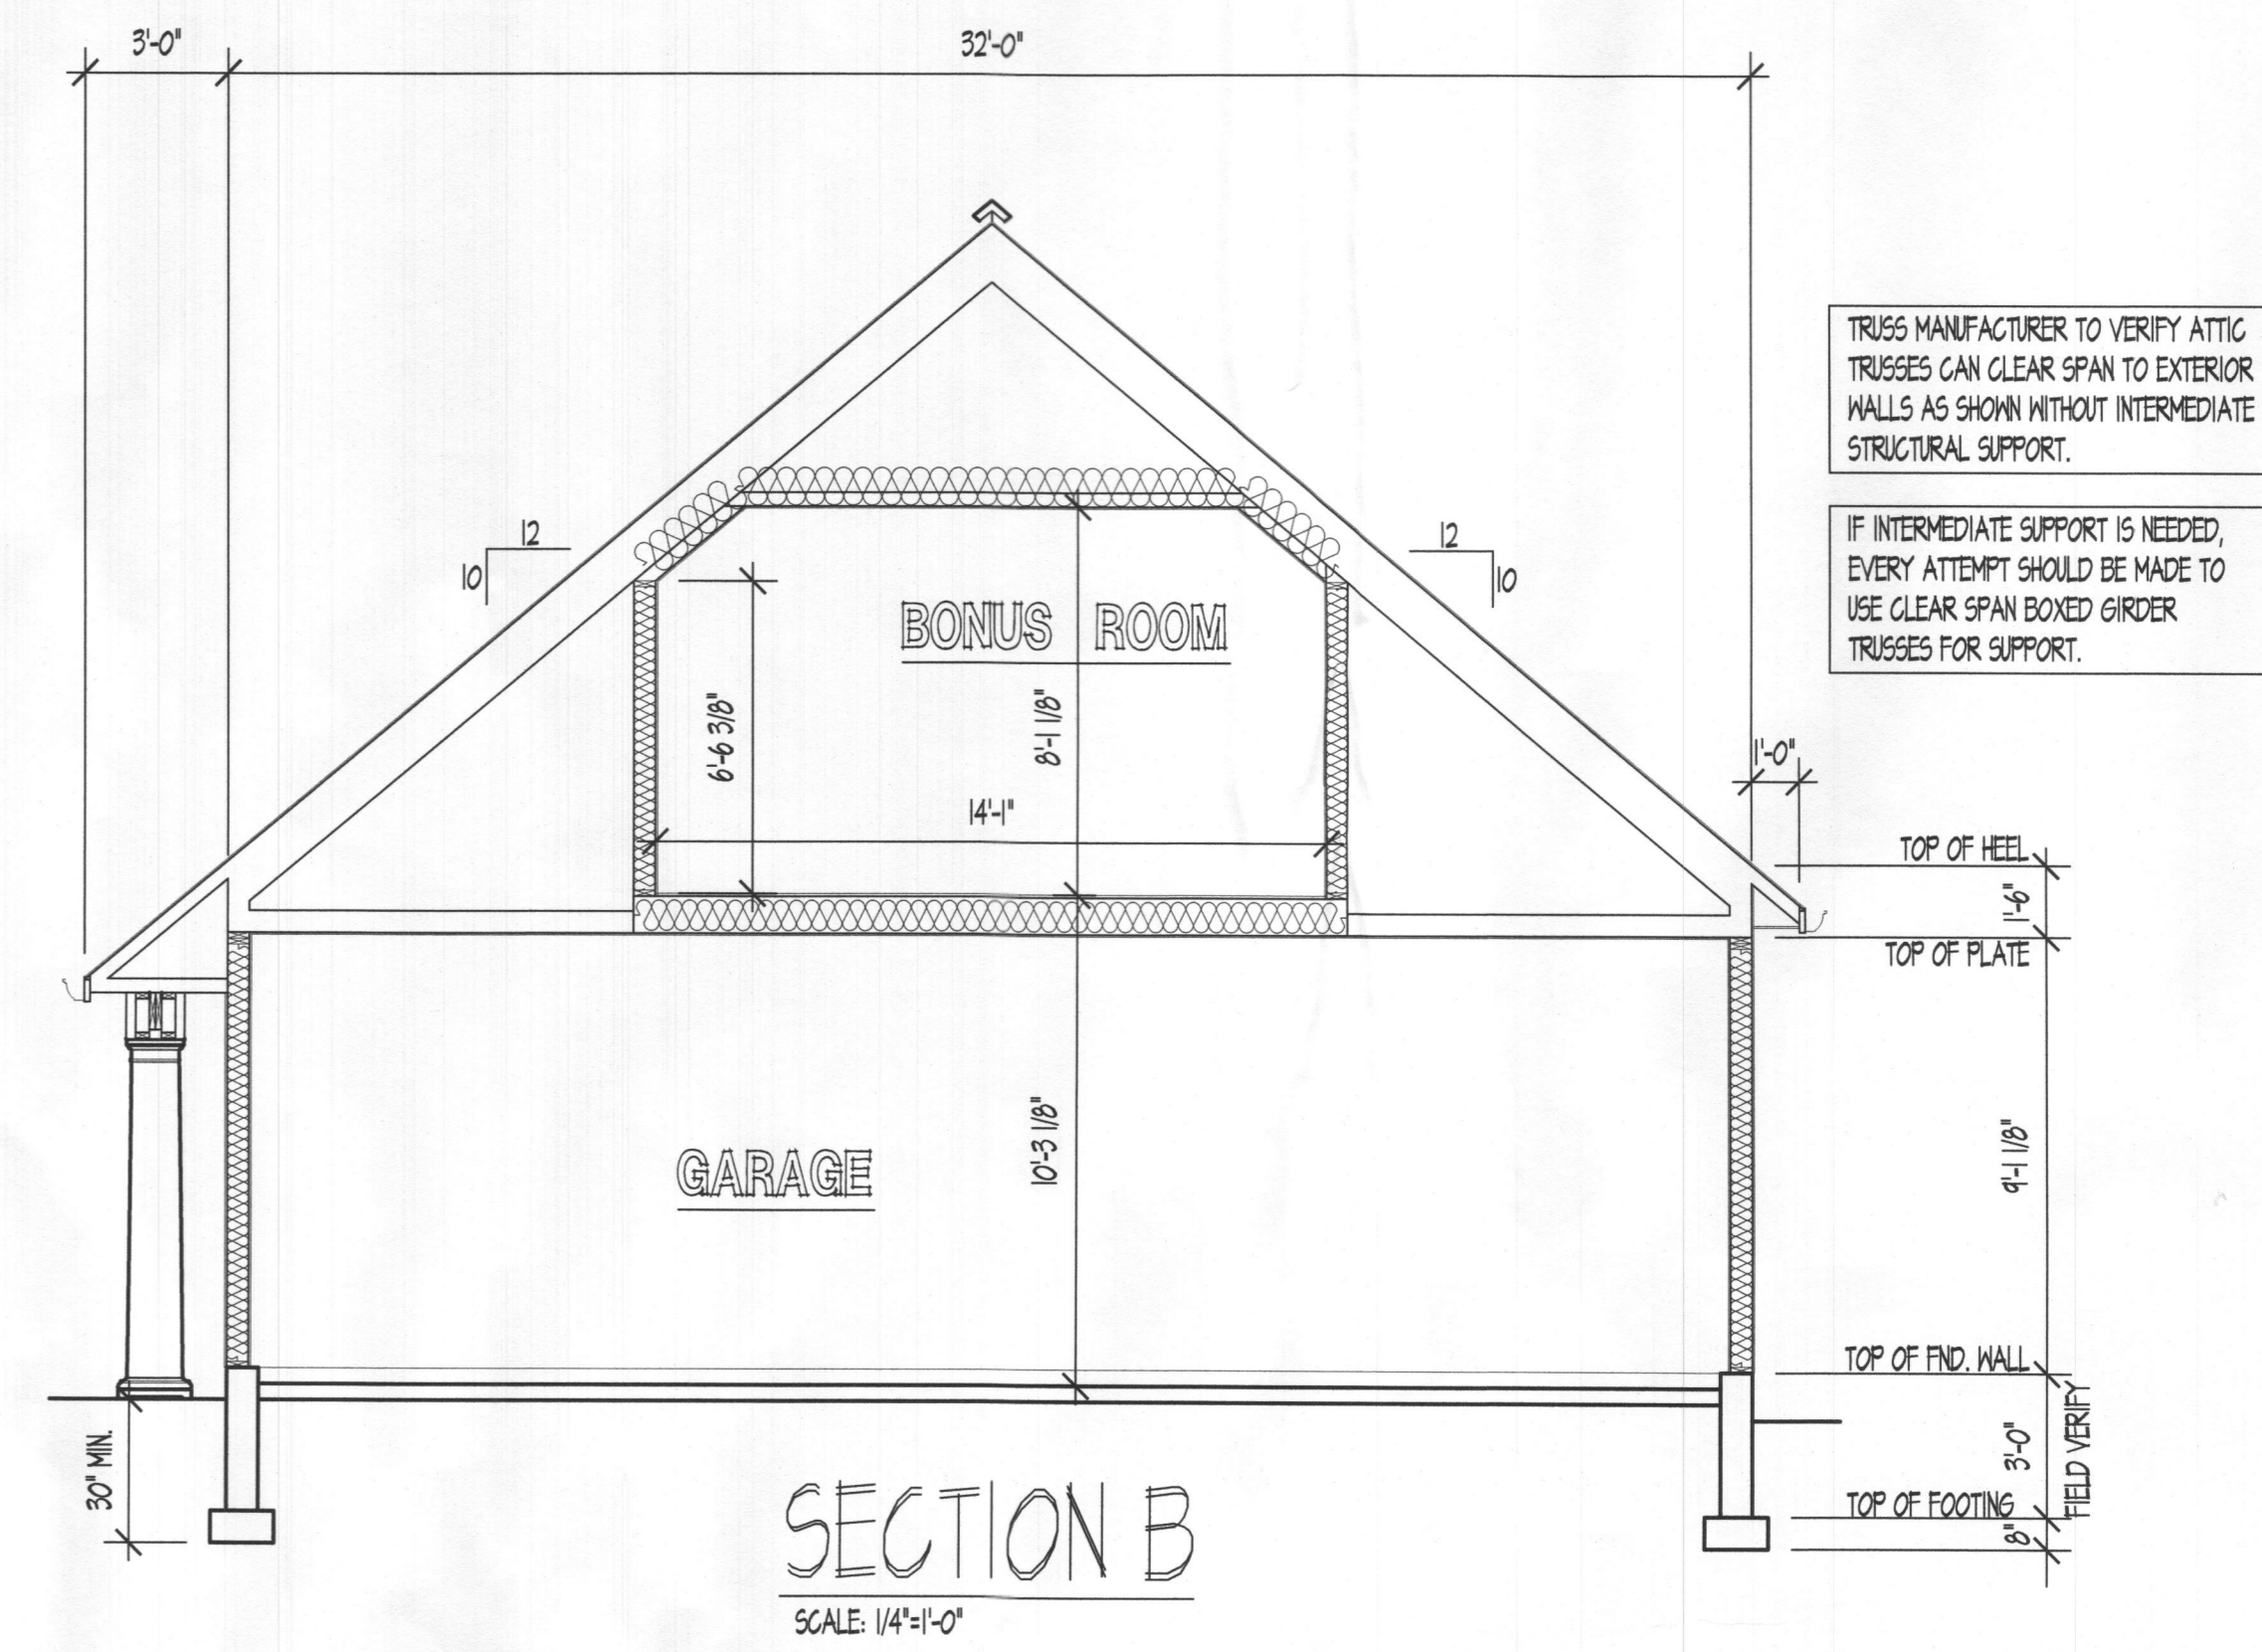 3'-0"
32'-0"
TRUSS MANUFACTURER TO VERIFY ATTIC
TRUSSES CAN CLEAR SPAN TO EXTERIOR
WALLS AS SHOWN WITHOUT INTERMEDIATE
STRUCTURAL SUPPORT.
IF INTERMEDIATE SUPPORT IS NEEDED,
EVERY ATTEMPT SHOULD BE MADE TO
USE CLEAR SPAN BOXED GIRDER
TRUSSES FOR SUPPORT.
12
10
12
10
BONUS ROOM
6'-6 3/8"
8'-1 1/8"
14'-1"
1'-0"
TOP OF HEEL
1'-6"
TOP OF PLATE
GARAGE
10'-3 1/8"
9'-1 1/8"
TOP OF FND. WALL
3'-0"
FIELD VERIFY
TOP OF FOOTING
8"
30" MIN.
SECTION B
SCALE: 1/4"=1'-0"